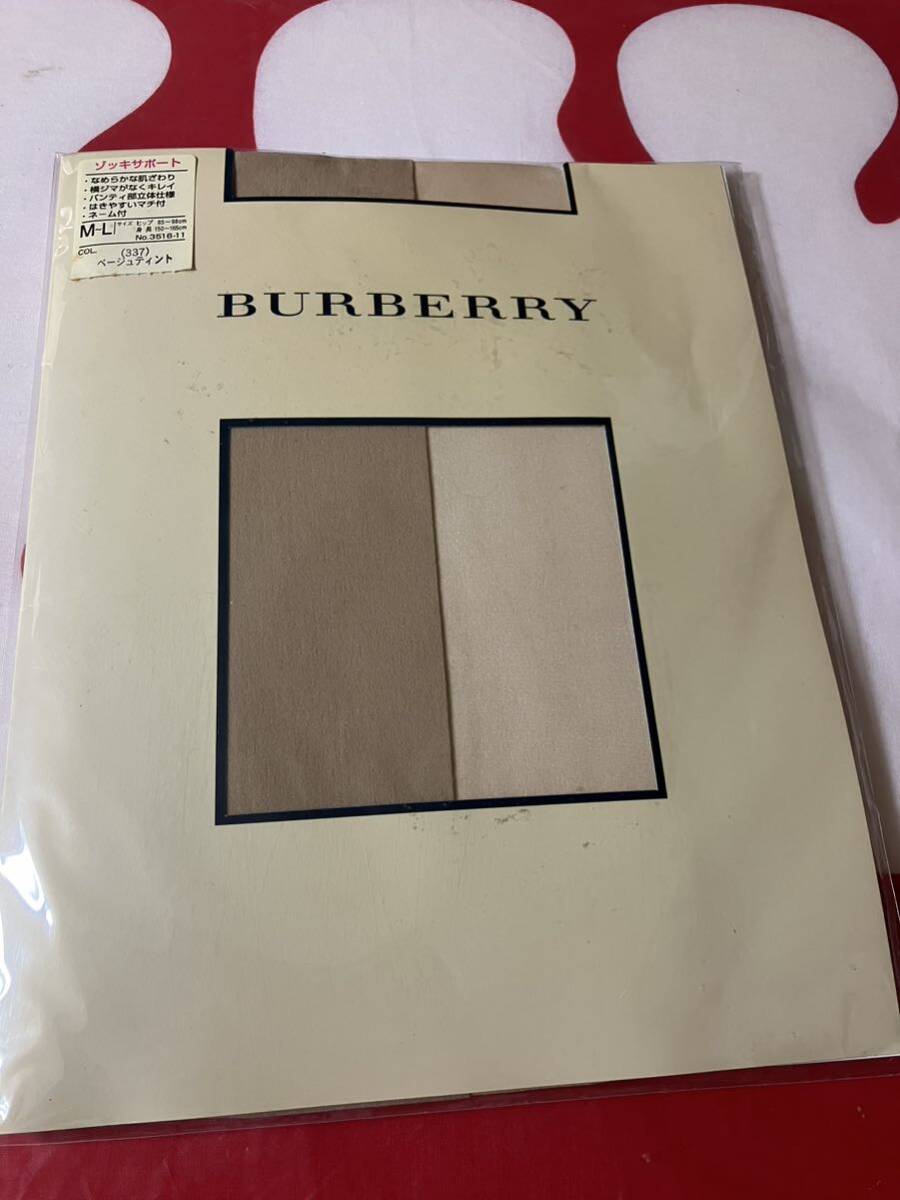 ゾッキサポート
・なめらかな肌ざわり
・横ジマがなくキレイ
・パンティ部立体仕様
・はきやすいマチ付
・ネーム付
M~L サイズ ヒップ 85~98cm
身長 150~165cm
No.3516-11
COL. (337)
ベージュティント
BURBERRY